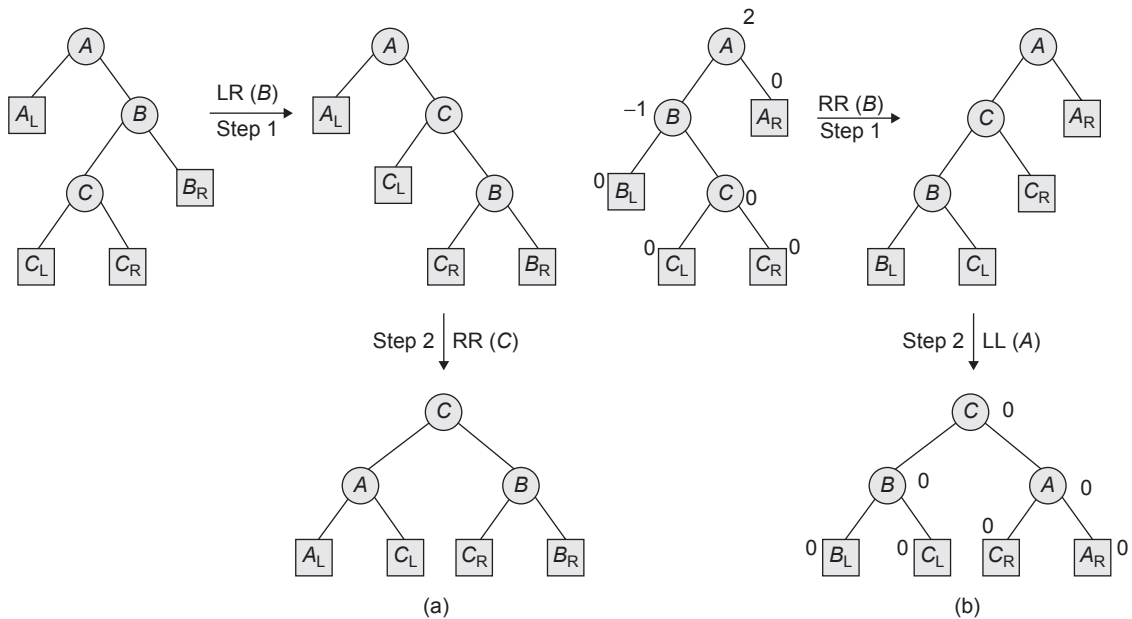 A
A_L
B
C
B_R
C_L
C_R
LR (B)
Step 1
A
A_L
C
C_L
B
C_R
B_R
Step 2 RR (C)
C
A
B
A_L
C_L
C_R
B_R
(a)
2
A
0
−1
B
A_R
0
B_L
C
0
0
C_L
C_R
0
RR (B)
Step 1
A
C
A_R
B
C_R
B_L
C_L
Step 2 LL (A)
C
0
B
0
A
0
0
0
B_L
0
C_L
C_R
A_R
0
(b)